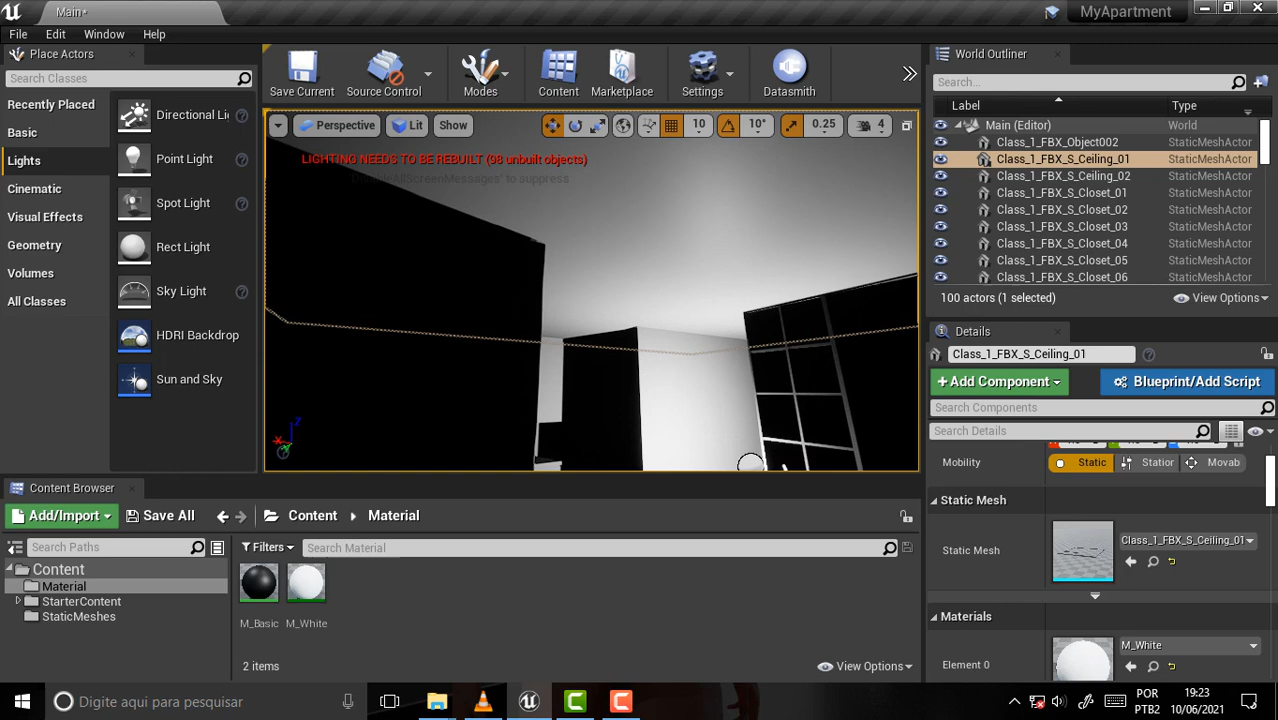 Main*
MyApartment
File Edit Window Help
Place Actors
Search Classes
Recently Placed
Basic
Lights
Cinematic
Visual Effects
Geometry
Volumes
All Classes
Directional Li
Point Light
Spot Light
Rect Light
Sky Light
HDRI Backdrop
Sun and Sky
Save Current
Source Control
Modes
Content
Marketplace
Settings
Datasmith
Perspective Lit Show 10 10° 0.25 4
LIGHTING NEEDS TO BE REBUILT (98 unbuilt objects)
'DisableAllScreenMessages' to suppress
X Z
World Outliner
Search...
Label Type
Main (Editor) World
Class_1_FBX_Object002 StaticMeshActor
Class_1_FBX_S_Ceiling_01 StaticMeshActor
Class_1_FBX_S_Ceiling_02 StaticMeshActor
Class_1_FBX_S_Closet_01 StaticMeshActor
Class_1_FBX_S_Closet_02 StaticMeshActor
Class_1_FBX_S_Closet_03 StaticMeshActor
Class_1_FBX_S_Closet_04 StaticMeshActor
Class_1_FBX_S_Closet_05 StaticMeshActor
Class_1_FBX_S_Closet_06 StaticMeshActor
100 actors (1 selected) View Options
Details
Class_1_FBX_S_Ceiling_01
Add Component Blueprint/Add Script
Search Components
Search Details
Mobility Static Station Movab
Static Mesh
Static Mesh Class_1_FBX_S_Ceiling_01
Materials
Element 0 M_White
Content Browser
Add/Import Save All Content Material
Search Paths
Filters Search Material
Content
Material
StarterContent
StaticMeshes
M_Basic M_White
2 items View Options
Digite aqui para pesquisar
POR
PTB2
19:23
10/06/2021